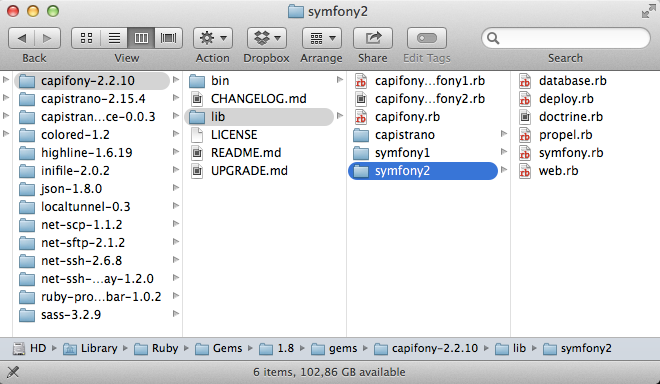 symfony2
Back View Action Dropbox Arrange Share Edit Tags Search
capifony-2.2.10
capistrano-2.15.4
capistran...ce-0.0.3
colored-1.2
highline-1.6.19
inifile-2.0.2
json-1.8.0
localtunnel-0.3
net-scp-1.1.2
net-sftp-2.1.2
net-ssh-2.6.8
net-ssh-...ay-1.2.0
ruby-pro...bar-1.0.2
sass-3.2.9
bin
CHANGELOG.md
lib
LICENSE
README.md
UPGRADE.md
capifony...fony1.rb
capifony...fony2.rb
capifony.rb
capistrano
symfony1
symfony2
database.rb
deploy.rb
doctrine.rb
propel.rb
symfony.rb
web.rb
HD Library Ruby Gems 1.8 gems capifony-2.2.10 lib symfony2
6 items, 102,86 GB available